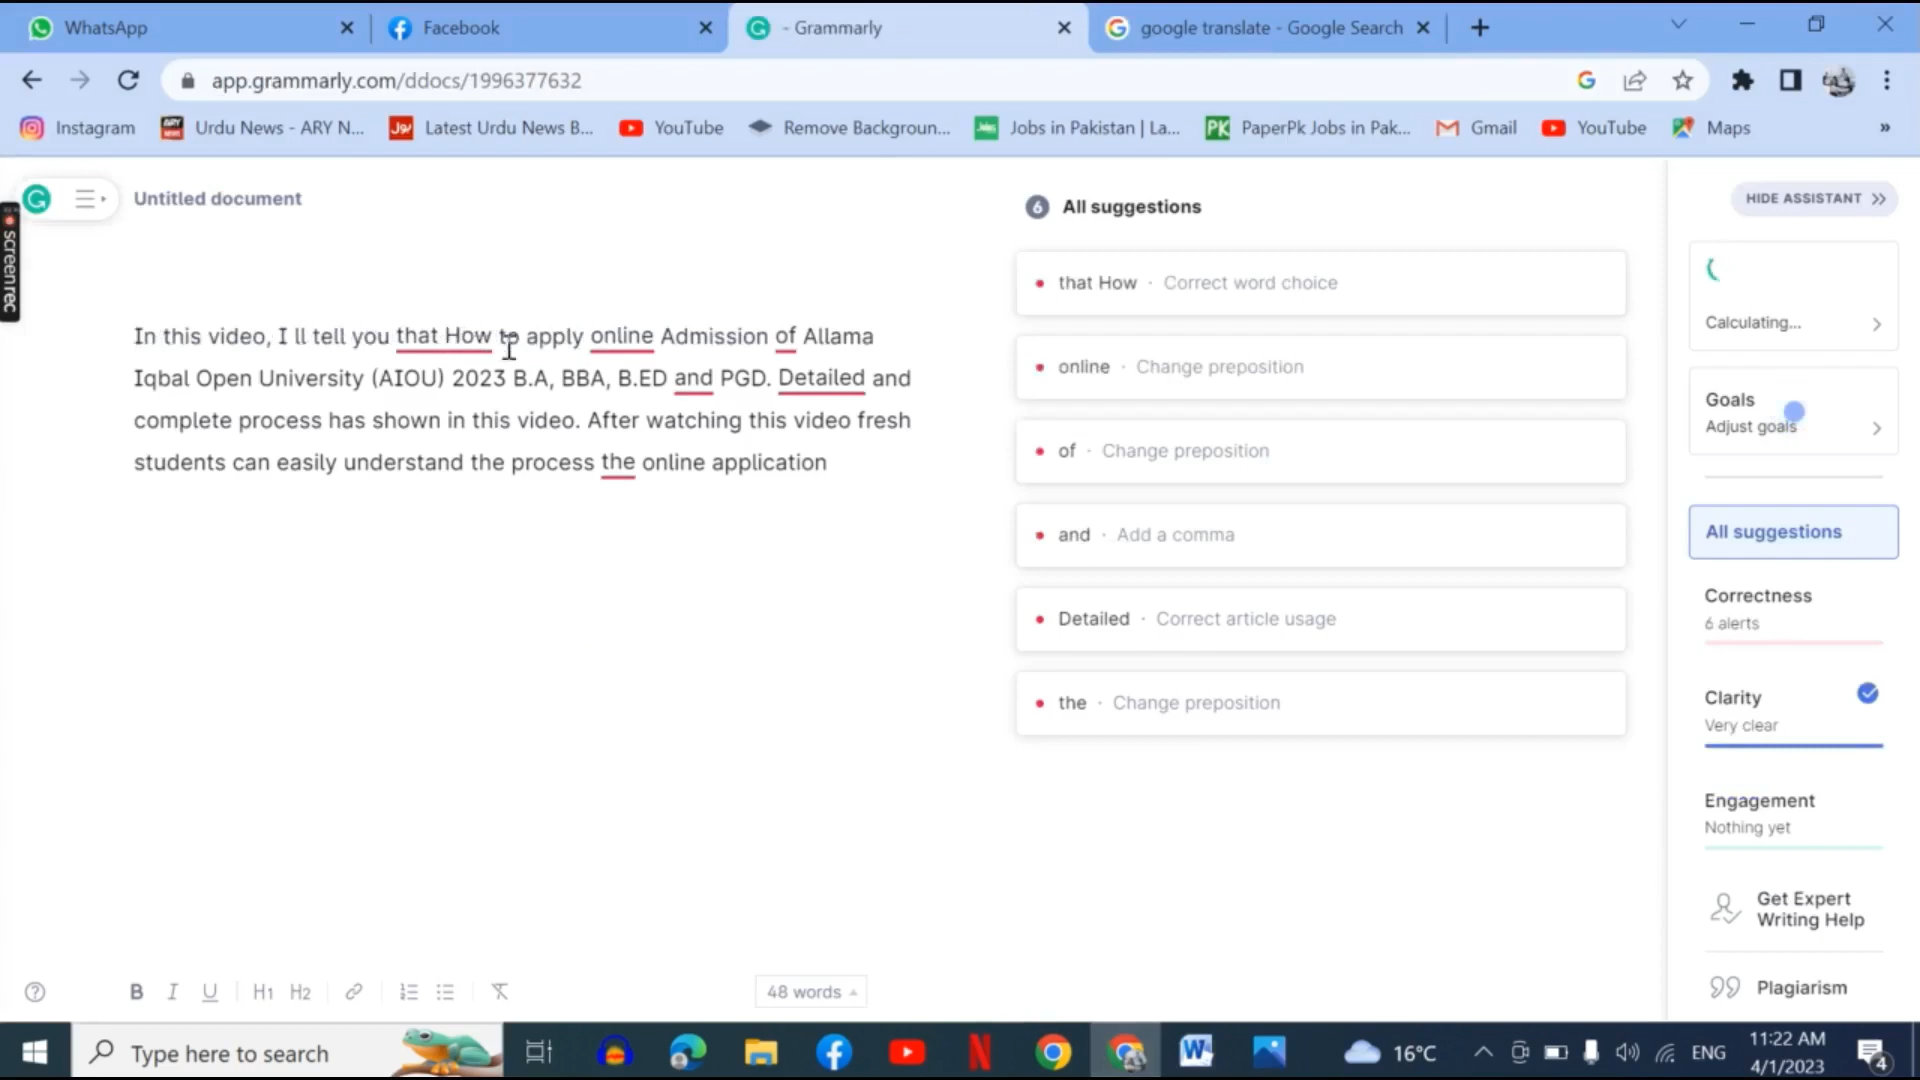 WhatsApp
Facebook
- Grammarly
google translate - Google Search
app.grammarly.com/ddocs/1996377632
Instagram
Urdu News - ARY N...
Latest Urdu News B...
YouTube
Remove Backgroun...
Jobs in Pakistan | La...
PaperPk Jobs in Pak...
Gmail
YouTube
Maps
»
screenrec
Untitled document
6 All suggestions
HIDE ASSISTANT
In this video, I ll tell you that How to apply online Admission of Allama
Iqbal Open University (AIOU) 2023 B.A, BBA, B.ED and PGD. Detailed and
complete process has shown in this video. After watching this video fresh
students can easily understand the process the online application
that How · Correct word choice
online · Change preposition
of · Change preposition
and · Add a comma
Detailed · Correct article usage
the · Change preposition
Calculating...
Goals
Adjust goals
All suggestions
Correctness
6 alerts
Clarity
Very clear
Engagement
Nothing yet
Get Expert
Writing Help
Plagiarism
B I U H1 H2
48 words
Type here to search
16°C
ENG
11:22 AM
4/1/2023
4